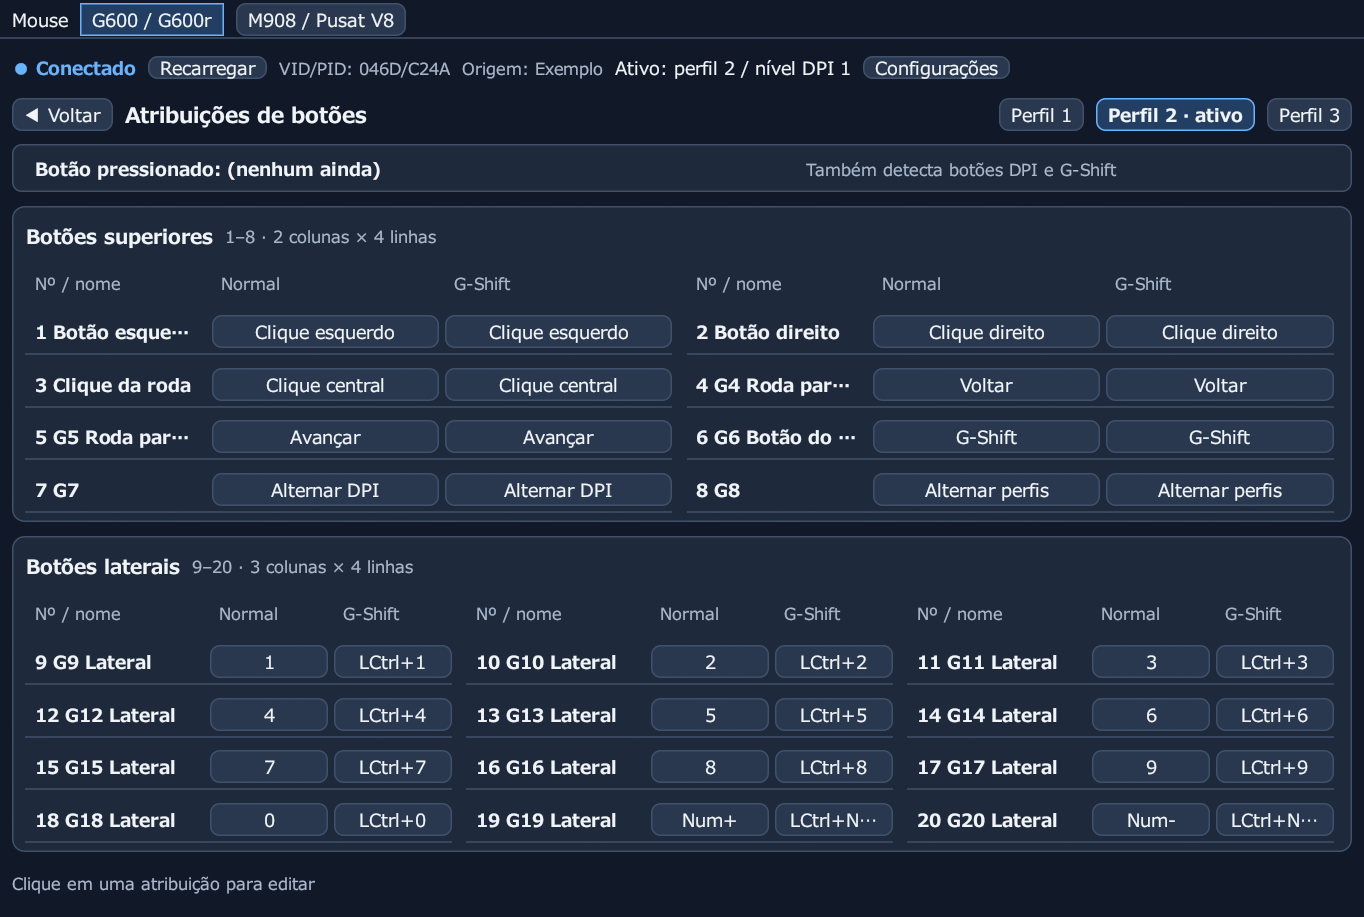 Mouse G600 / G600r M908 / Pusat V8
Conectado Recarregar VID/PID: 046D/C24A Origem: Exemplo Ativo: perfil 2 / nível DPI 1 Configurações
◀ Voltar Atribuições de botões Perfil 1 Perfil 2 · ativo Perfil 3
Botão pressionado: (nenhum ainda) Também detecta botões DPI e G-Shift
Botões superiores 1–8 · 2 colunas × 4 linhas
Nº / nome Normal G-Shift Nº / nome Normal G-Shift
1 Botão esque··· Clique esquerdo Clique esquerdo 2 Botão direito Clique direito Clique direito
3 Clique da roda Clique central Clique central 4 G4 Roda par··· Voltar Voltar
5 G5 Roda par··· Avançar Avançar 6 G6 Botão do ··· G-Shift G-Shift
7 G7 Alternar DPI Alternar DPI 8 G8 Alternar perfis Alternar perfis
Botões laterais 9–20 · 3 colunas × 4 linhas
Nº / nome Normal G-Shift Nº / nome Normal G-Shift Nº / nome Normal G-Shift
9 G9 Lateral 1 LCtrl+1 10 G10 Lateral 2 LCtrl+2 11 G11 Lateral 3 LCtrl+3
12 G12 Lateral 4 LCtrl+4 13 G13 Lateral 5 LCtrl+5 14 G14 Lateral 6 LCtrl+6
15 G15 Lateral 7 LCtrl+7 16 G16 Lateral 8 LCtrl+8 17 G17 Lateral 9 LCtrl+9
18 G18 Lateral 0 LCtrl+0 19 G19 Lateral Num+ LCtrl+N··· 20 G20 Lateral Num- LCtrl+N···
Clique em uma atribuição para editar